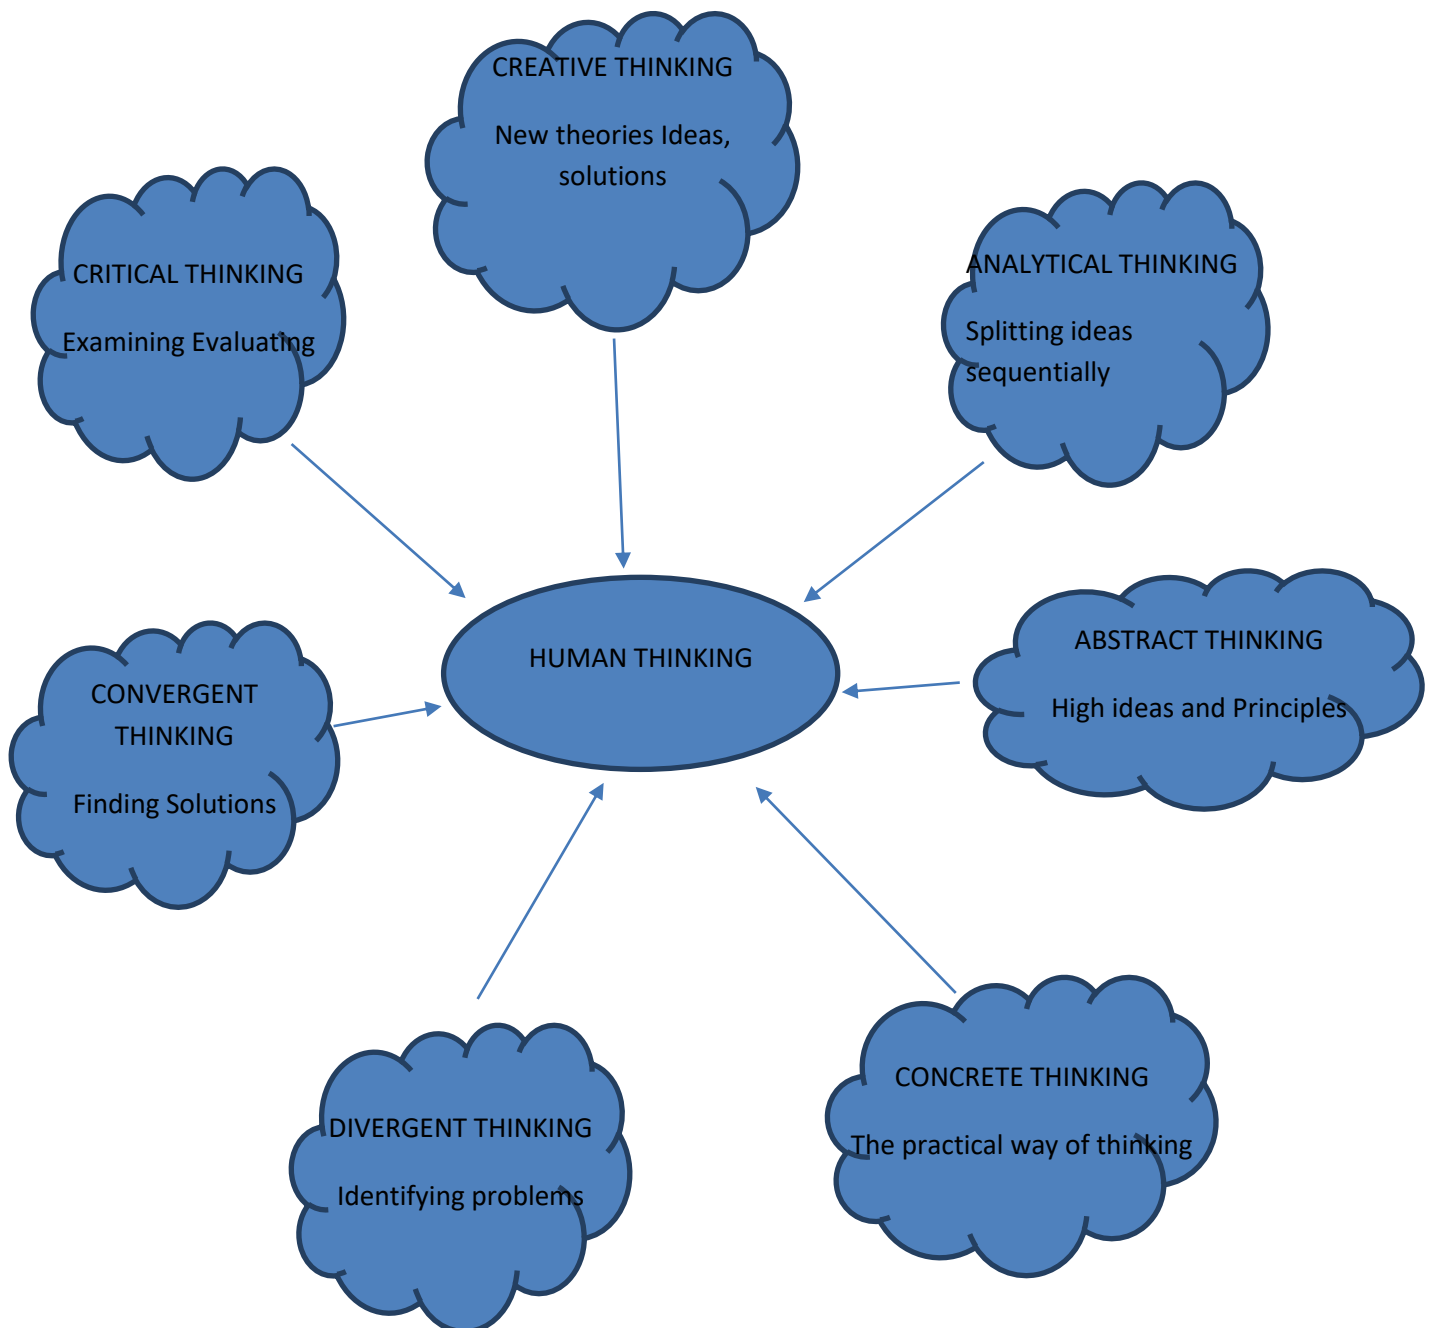 CREATIVE THINKING
New theories Ideas,
solutions
CRITICAL THINKING
Examining Evaluating
ANALYTICAL THINKING
Splitting ideas
sequentially
HUMAN THINKING
ABSTRACT THINKING
High ideas and Principles
CONVERGENT
THINKING
Finding Solutions
CONCRETE THINKING
The practical way of thinking
DIVERGENT THINKING
Identifying problems